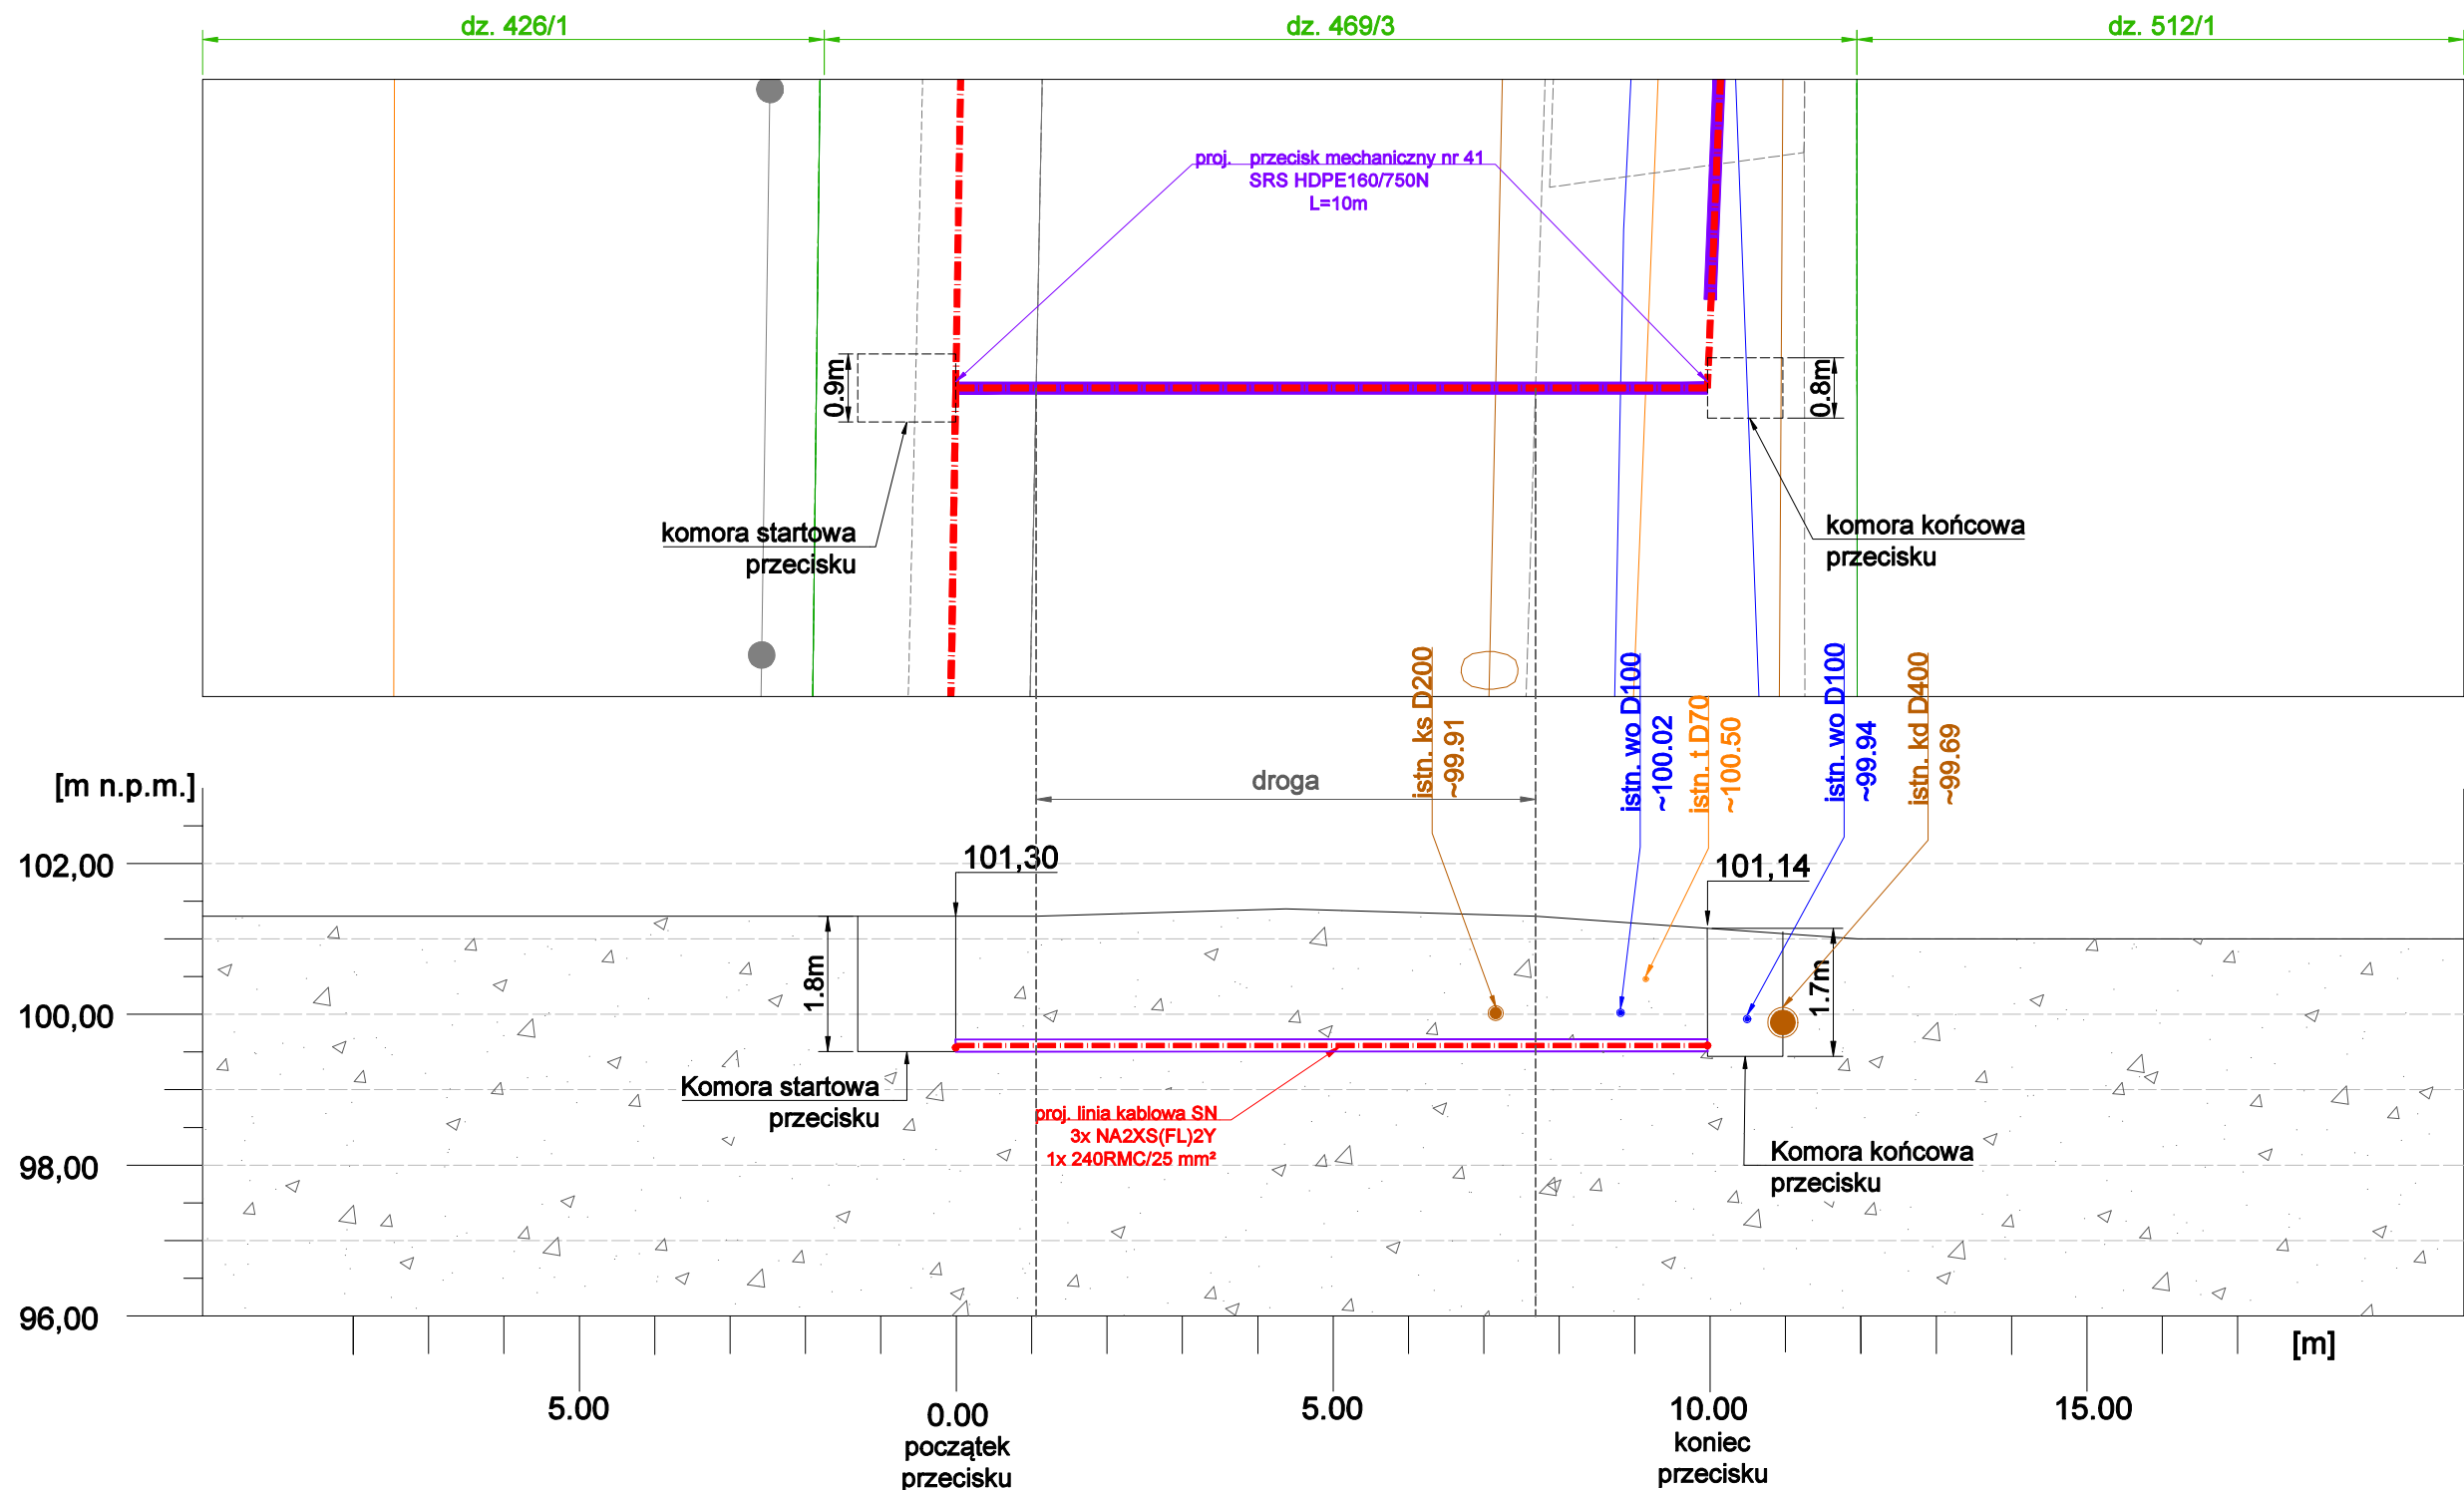 dz. 426/1
dz. 469/3
dz. 512/1
proj. przecisk mechaniczny nr 41
SRS HDPE160/750N
L=10m
0.9m
0.8m
komora startowa
przecisku
komora końcowa
przecisku
istn. ks D200
~99.91
istn. wo D100
~100.02
istn. t D70
~100.50
istn. wo D100
~99.94
istn. kd D400
~99.69
[m n.p.m.]
droga
102,00
101,30
101,14
1.8m
1.7m
100,00
Komora startowa
przecisku
proj. linia kablowa SN
3x NA2XS(FL)2Y
1x 240RMC/25 mm²
Komora końcowa
przecisku
98,00
96,00
[m]
5.00
0.00
5.00
10.00
15.00
początek
przecisku
koniec
przecisku